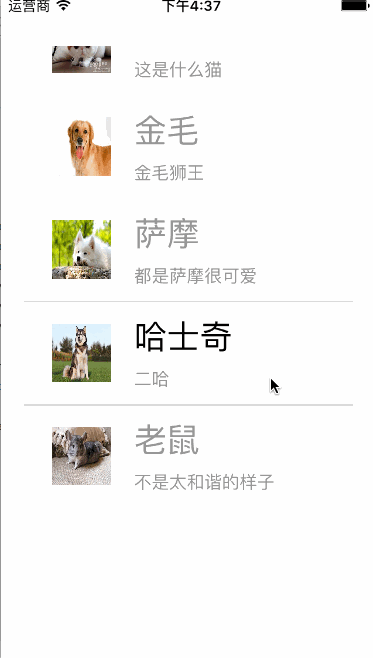 运营商 下午4:37
这是什么猫
金毛
金毛狮王
萨摩
都是萨摩很可爱
哈士奇
二哈
老鼠
不是太和谐的样子